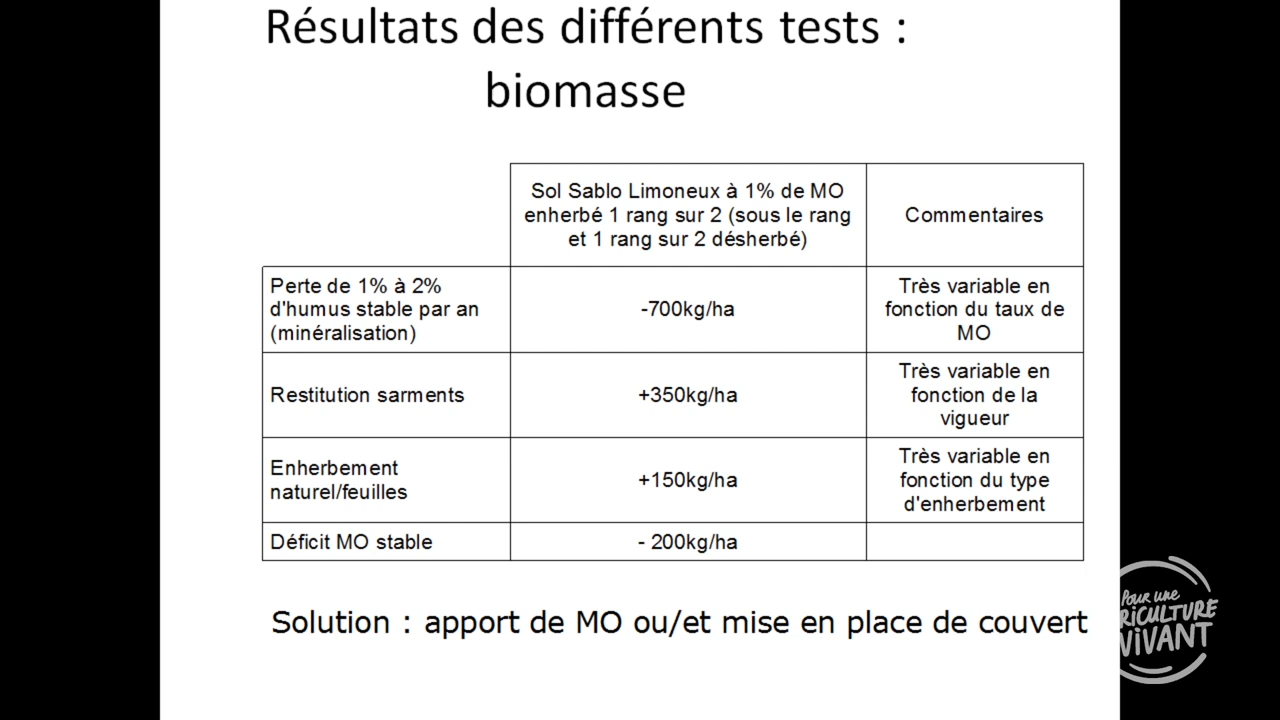 Résultats des différents tests :
biomasse
Sol Sablo Limoneux à 1% de MO
enherbé 1 rang sur 2 (sous le rang
et 1 rang sur 2 désherbé)
Commentaires
Perte de 1% à 2%
d'humus stable par an
(minéralisation)
-700kg/ha
Très variable en
fonction du taux de
MO
Restitution sarments
+350kg/ha
Très variable en
fonction de la
vigueur
Enherbement
naturel/feuilles
+150kg/ha
Très variable en
fonction du type
d'enherbement
Déficit MO stable
- 200kg/ha
Solution : apport de MO ou/et mise en place de couvert
POUR UNE
RICULTURE
VIVANT